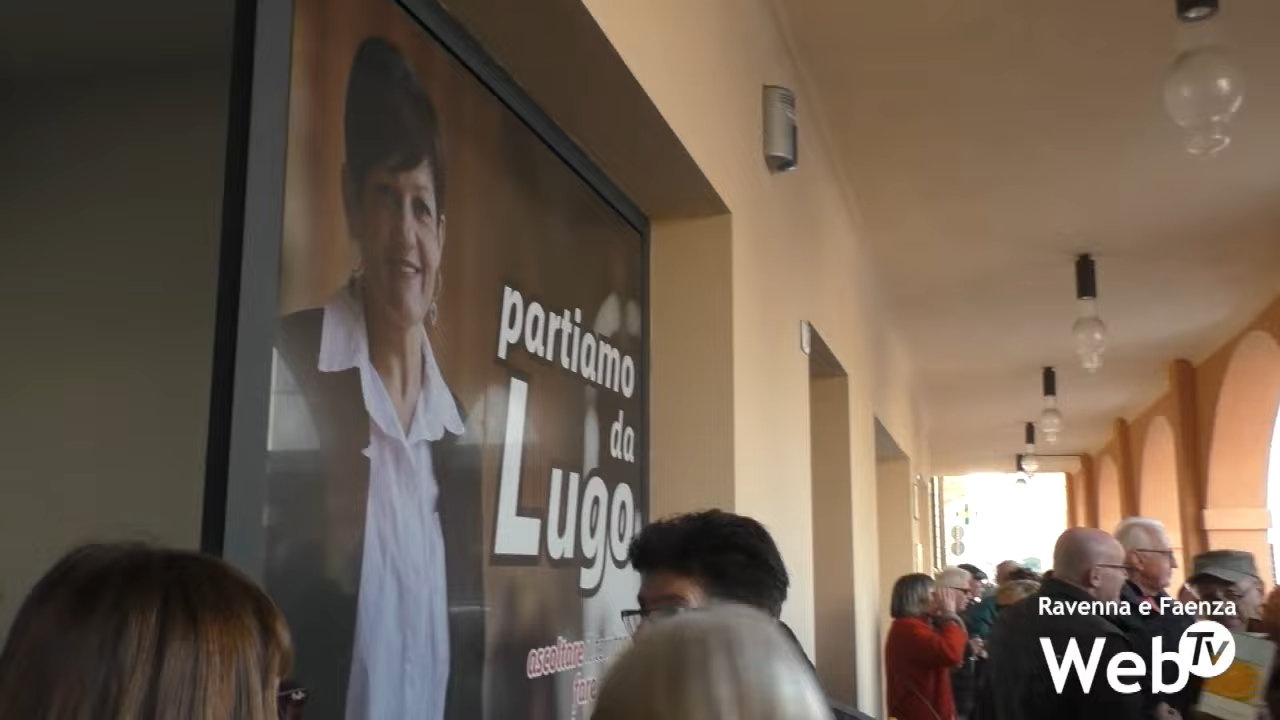 partiamo
da
Lugo
ascoltare
fare
Ravenna e Faenza
WebTv